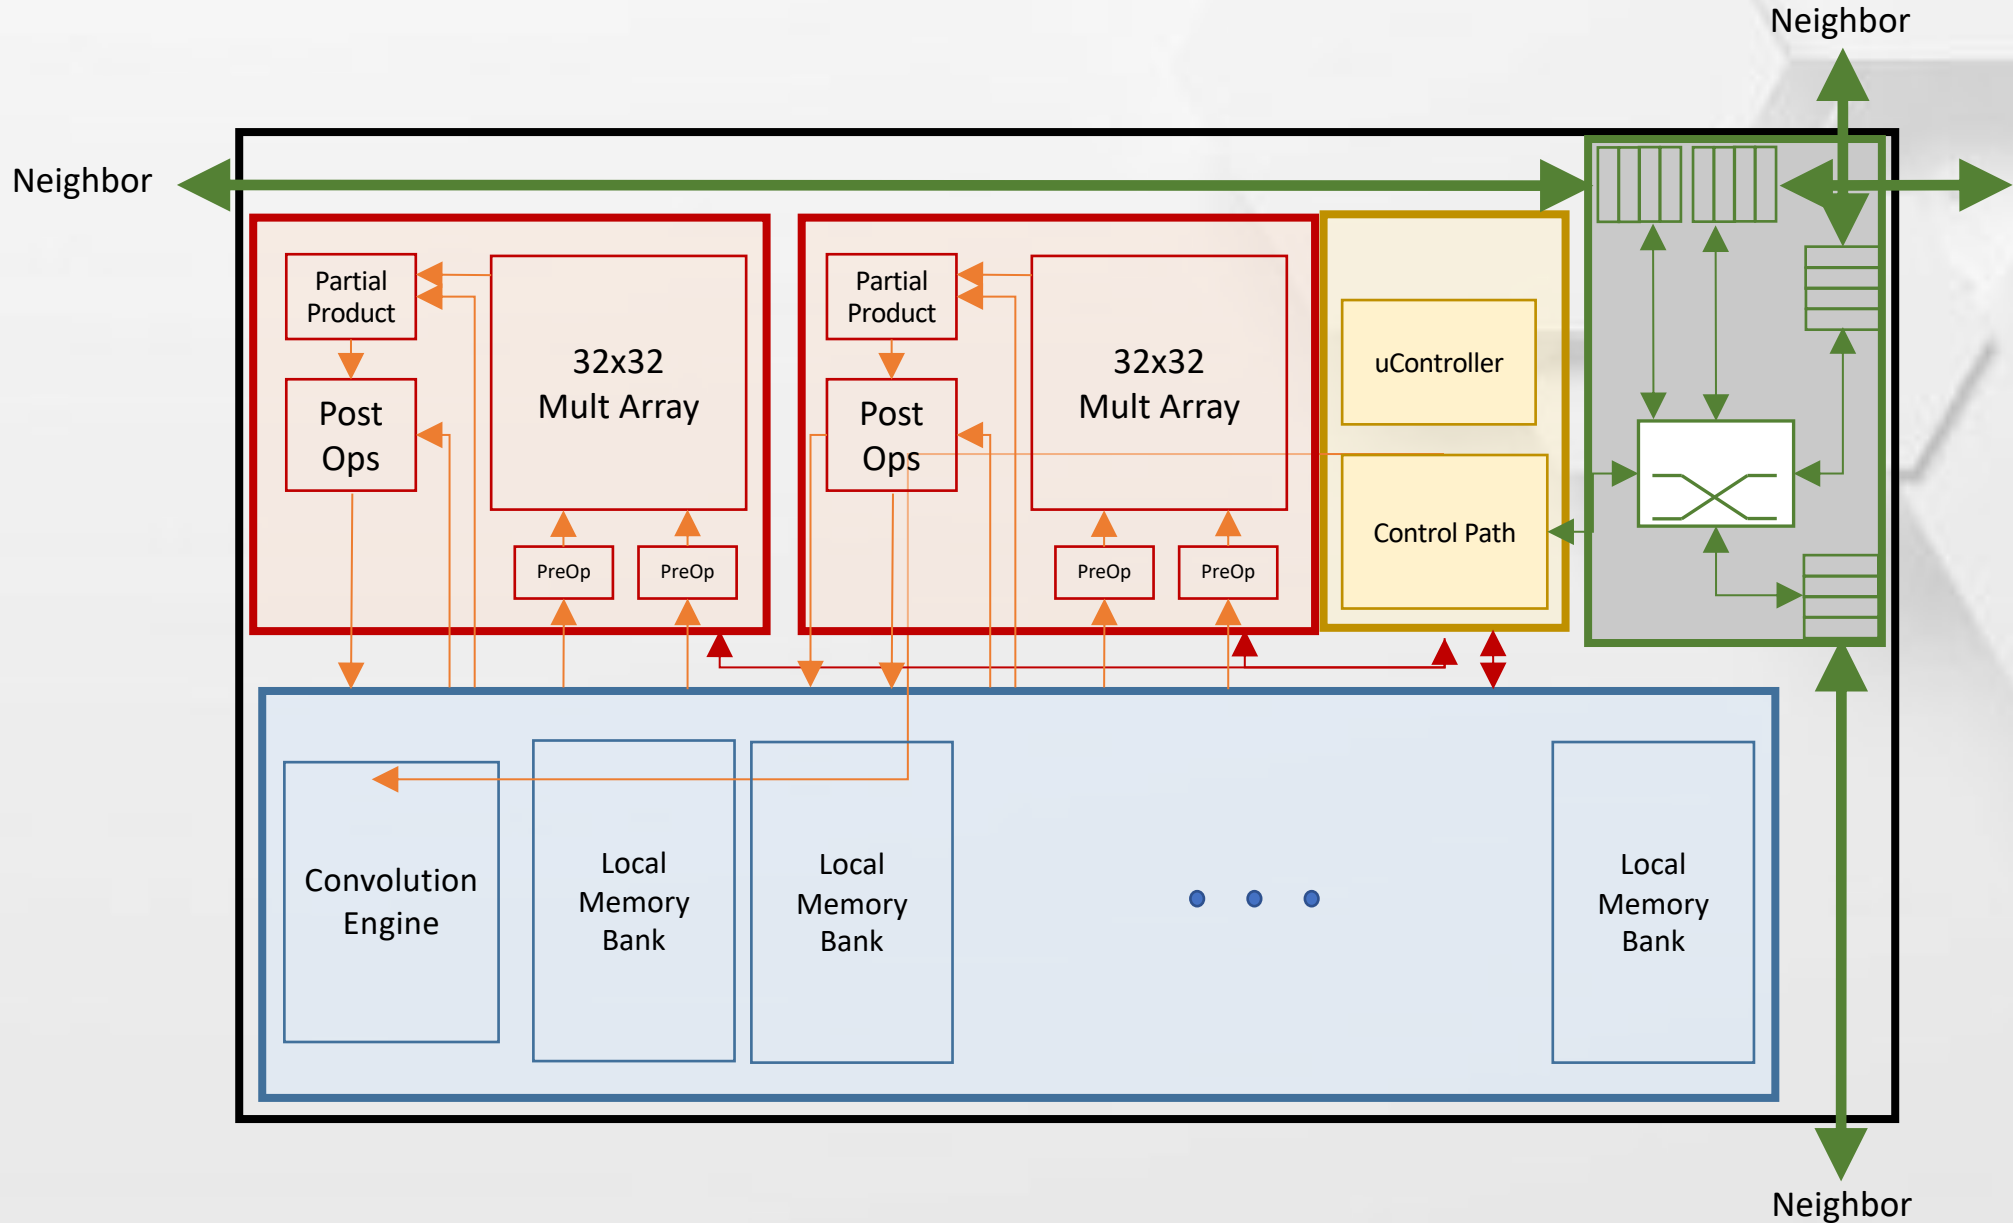 Neighbor
Neighbor
Partial
Product
32x32
Mult Array
Post
Ops
PreOp
PreOp
Partial
Product
32x32
Mult Array
Post
Ops
PreOp
PreOp
uController
Control Path
Convolution
Engine
Local
Memory
Bank
Local
Memory
Bank
Local
Memory
Bank
Neighbor